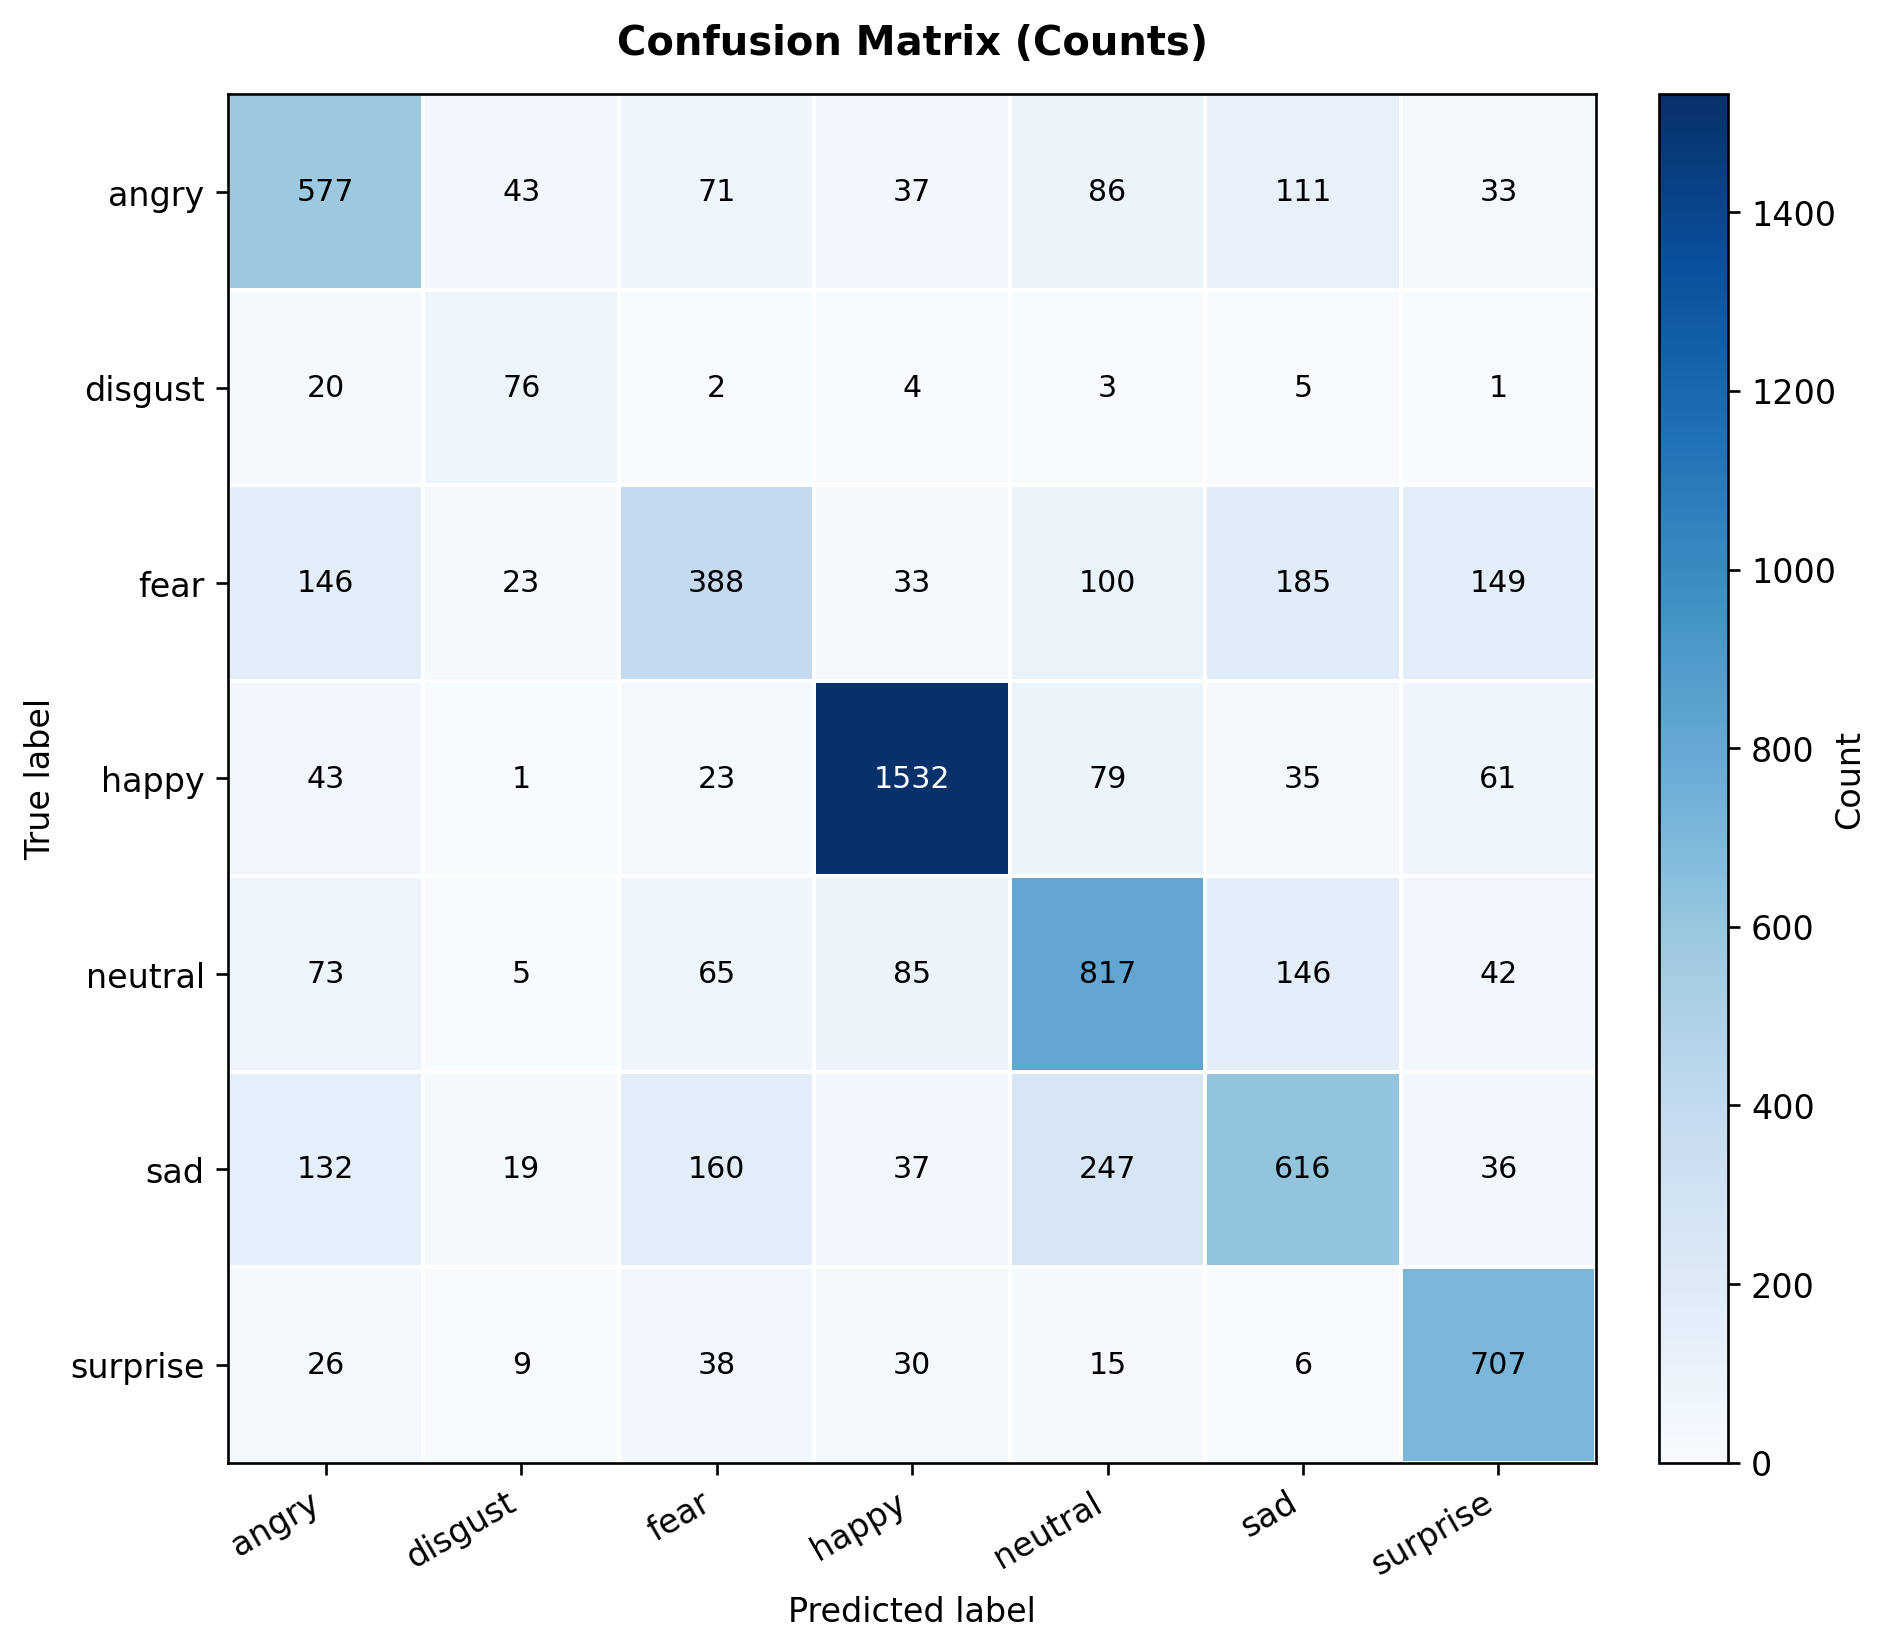 Confusion Matrix (Counts)
angry 577 43 71 37 86 111 33
disgust 20 76 2 4 3 5 1
fear 146 23 388 33 100 185 149
happy 43 1 23 1532 79 35 61
neutral 73 5 65 85 817 146 42
sad 132 19 160 37 247 616 36
surprise 26 9 38 30 15 6 707
angry disgust fear happy neutral sad surprise
Predicted label
True label
1400
1200
1000
800
600
400
200
0
Count